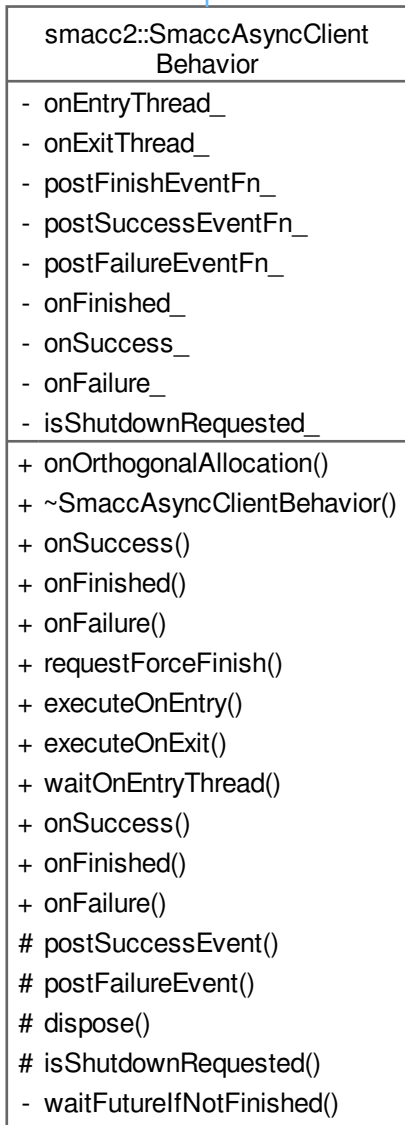 smacc2::SmaccAsyncClient
Behavior
- onEntryThread_
- onExitThread_
- postFinishEventFn_
- postSuccessEventFn_
- postFailureEventFn_
- onFinished_
- onSuccess_
- onFailure_
- isShutdownRequested_
+ onOrthogonalAllocation()
+ ~SmaccAsyncClientBehavior()
+ onSuccess()
+ onFinished()
+ onFailure()
+ requestForceFinish()
+ executeOnEntry()
+ executeOnExit()
+ waitOnEntryThread()
+ onSuccess()
+ onFinished()
+ onFailure()
# postSuccessEvent()
# postFailureEvent()
# dispose()
# isShutdownRequested()
- waitFutureIfNotFinished()